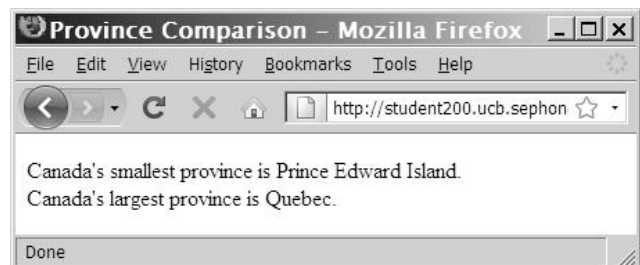 Province Comparison – Mozilla Firefox
File Edit View History Bookmarks Tools Help
http://student200.ucb.sephon
Canada's smallest province is Prince Edward Island.
Canada's largest province is Quebec.
Done